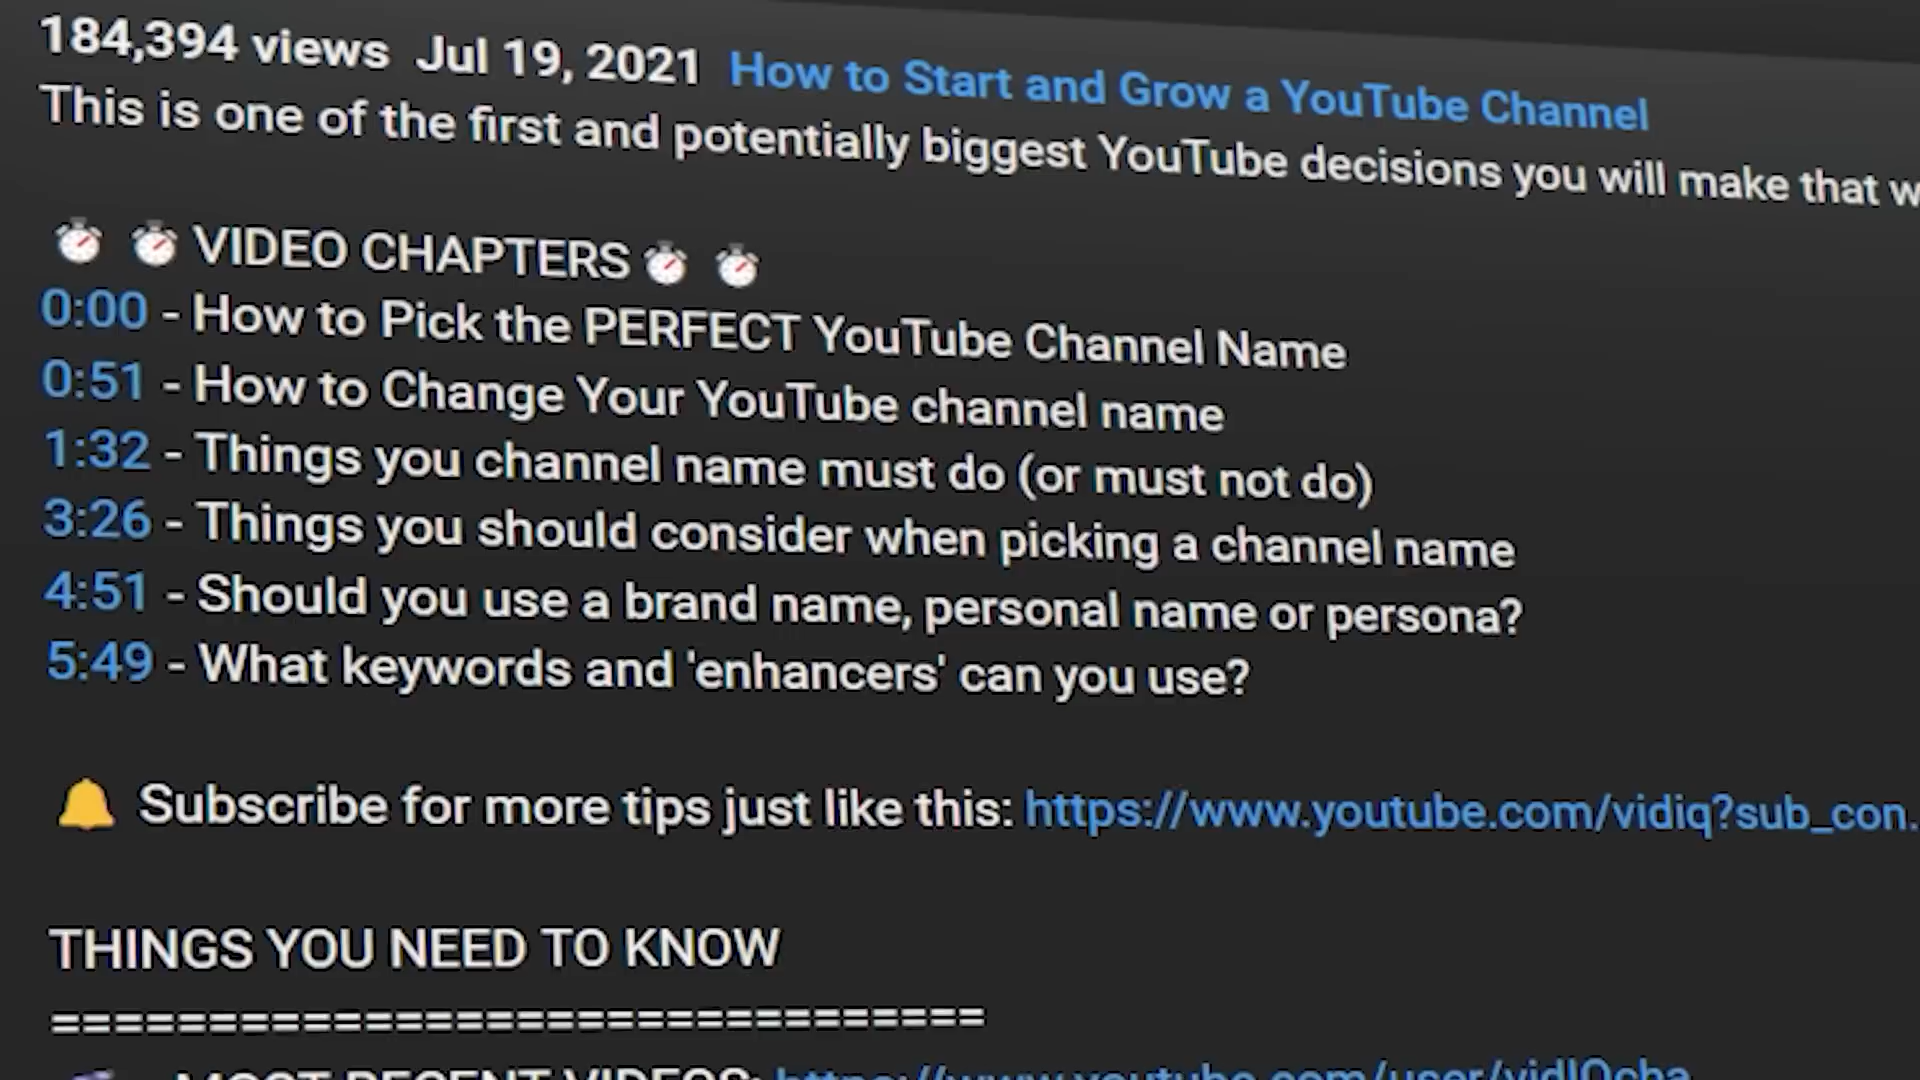 184,394 views Jul 19, 2021 How to Start and Grow a YouTube Channel
This is one of the first and potentially biggest YouTube decisions you will make that
VIDEO CHAPTERS
0:00 - How to Pick the PERFECT YouTube Channel Name
0:51 - How to Change Your YouTube channel name
1:32 - Things you channel name must do (or must not do)
3:26 - Things you should consider when picking a channel name
4:51 - Should you use a brand name, personal name or persona?
5:49 - What keywords and 'enhancers' can you use?
Subscribe for more tips just like this: https://www.youtube.com/vidiq?sub_con.
THINGS YOU NEED TO KNOW
==============================
MOST RECENT VIDEOS: